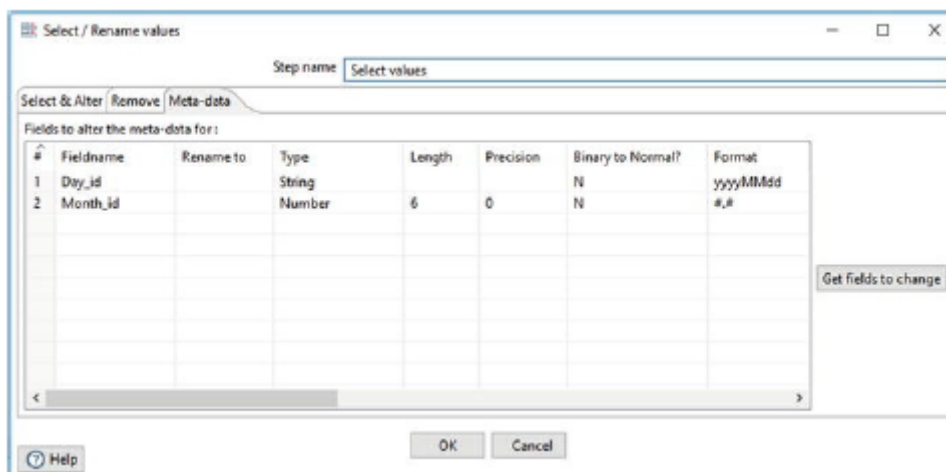 Select / Rename values
Step name Select values
Select & Alter Remove Meta-data
Fields to alter the meta-data for :
# Fieldname Rename to Type Length Precision Binary to Normal? Format
1 Day_id String N yyyyMMdd
2 Month_id Number 6 0 N #.#
Get fields to change
OK Cancel
Help